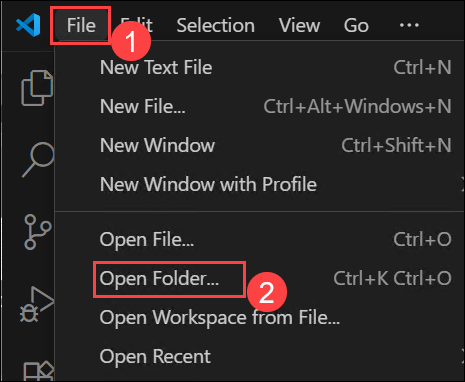 File Edit Selection View Go ...
1
New Text File Ctrl+N
New File... Ctrl+Alt+Windows+N
New Window Ctrl+Shift+N
New Window with Profile
Open File... Ctrl+O
Open Folder... 2 Ctrl+K Ctrl+O
Open Workspace from File...
Open Recent